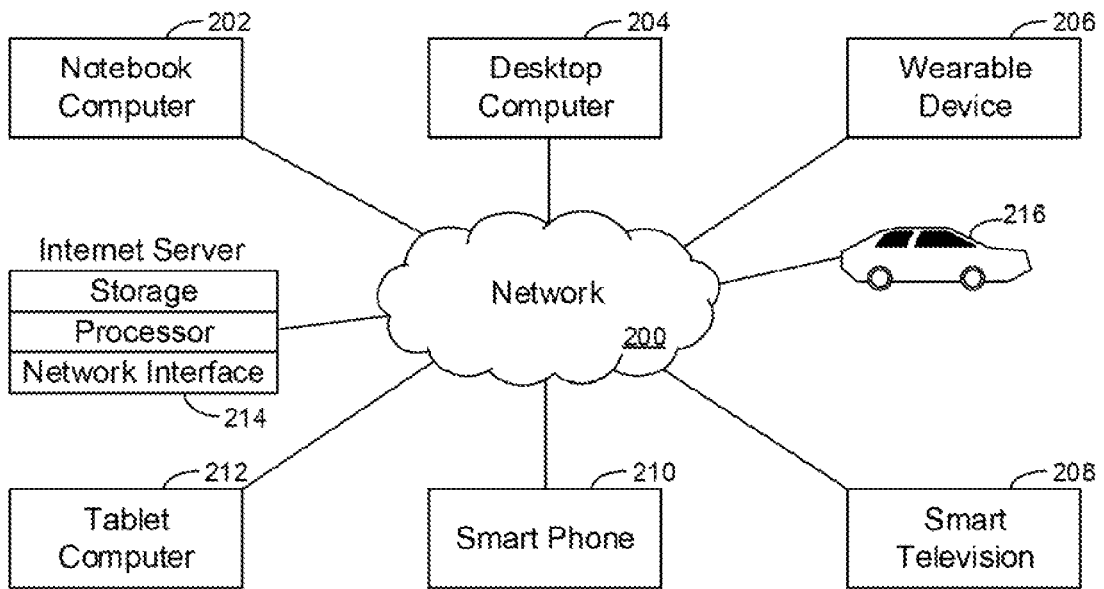 202
204
206
Notebook
Computer
Desktop
Computer
Wearable
Device
216
Internet Server
Storage
Processor
Network Interface
214
Network
200
212
210
208
Tablet
Computer
Smart Phone
Smart
Television